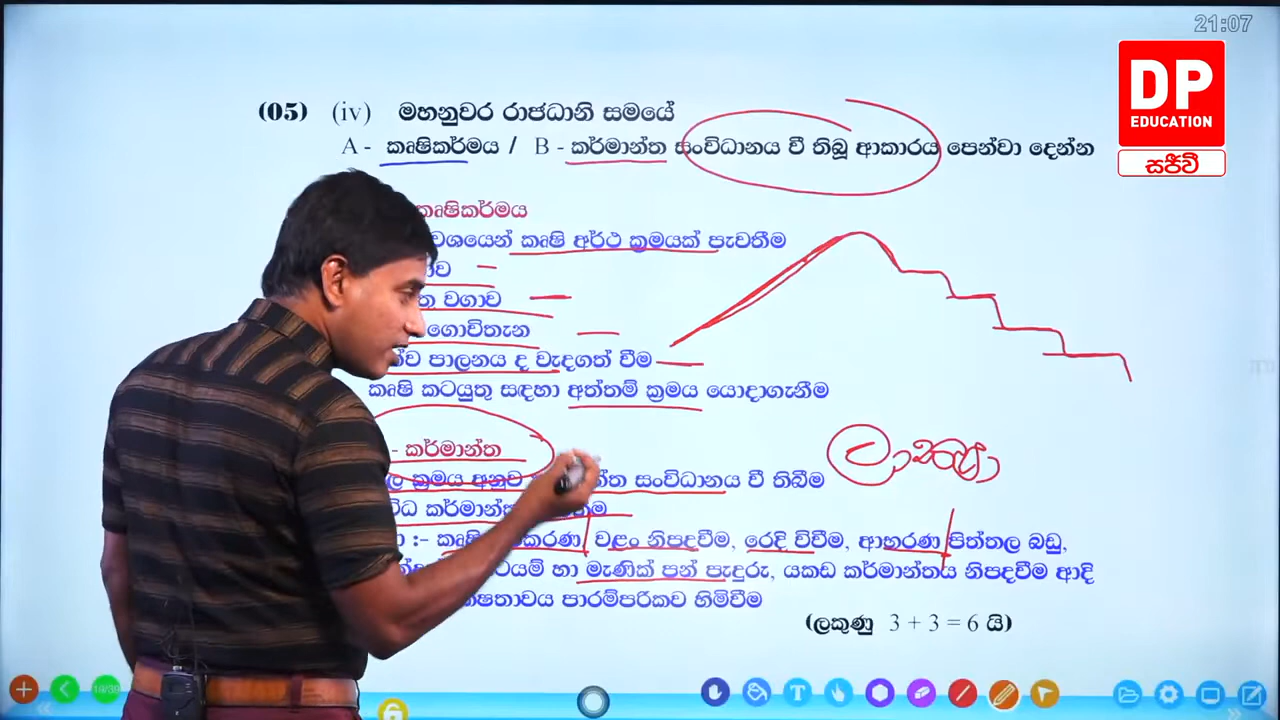 21:07
DP
EDUCATION
සජීවී
(05) (iv) මහනුවර රාජධානි සමයේ
A - කෘෂිකර්මය / B - කර්මාන්ත සංවිධානය වී තිබූ ආකාරය පෙන්වා දෙන්න
කෘෂිකර්මය
වශයෙන් කෘෂි අර්ථ ක්‍රමයක් පැවතීම
වගාව
ගොවිතැන
පාලනය ද වැදගත් වීම
කෘෂි කටයුතු සඳහා අත්තම් ක්‍රමය යොදාගැනීම
- කර්මාන්ත
ක්‍රමය අනුව සංවිධානය වී තිබීම
කර්මාන්ත
:- කෘෂි වළං නිපදවීම, රෙදි විවීම, ආභරණ පිත්තල බඩු,
හා මැණික් පන් පැදුරු, යකඩ කර්මාන්තය නිපදවීම ආදි
පාරම්පරිකව හිමිවීම
(ලකුණු 3 + 3 = 6 යි)